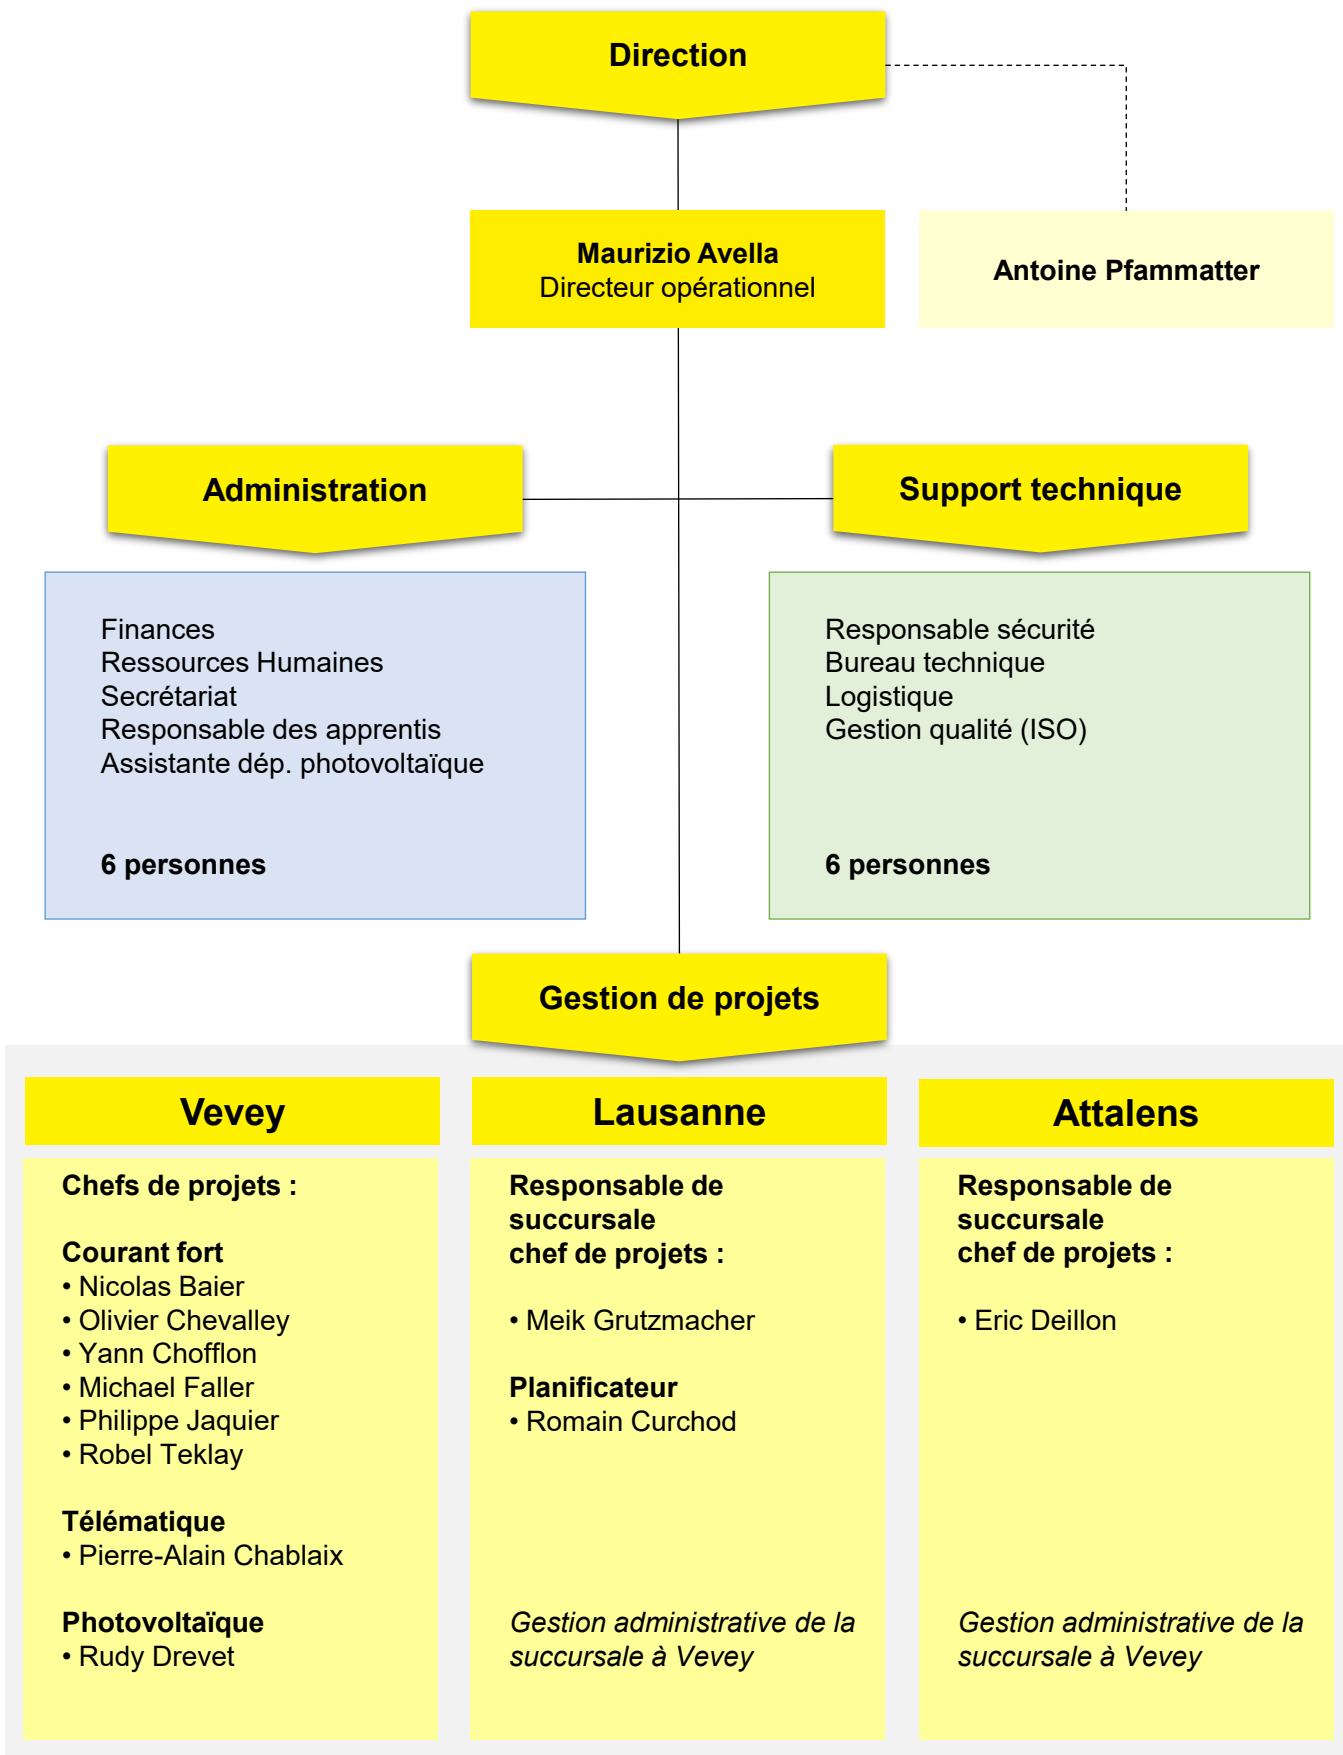 Direction
Maurizio Avella
Directeur opérationnel
Antoine Pfammatter
Administration
Support technique
Finances
Ressources Humaines
Secrétariat
Responsable des apprentis
Assistante dép. photovoltaïque
6 personnes
Responsable sécurité
Bureau technique
Logistique
Gestion qualité (ISO)
6 personnes
Gestion de projets
Vevey
Chefs de projets :
Courant fort
• Nicolas Baier
• Olivier Chevalley
• Yann Chofflon
• Michael Faller
• Philippe Jaquier
• Robel Teklay
Télématique
• Pierre-Alain Chablaix
Photovoltaïque
• Rudy Drevet
Lausanne
Responsable de
succursale
chef de projets :
• Meik Grutzmacher
Planificateur
• Romain Curchod
Gestion administrative de la
succursale à Vevey
Attalens
Responsable de
succursale
chef de projets :
• Eric Deillon
Gestion administrative de la
succursale à Vevey